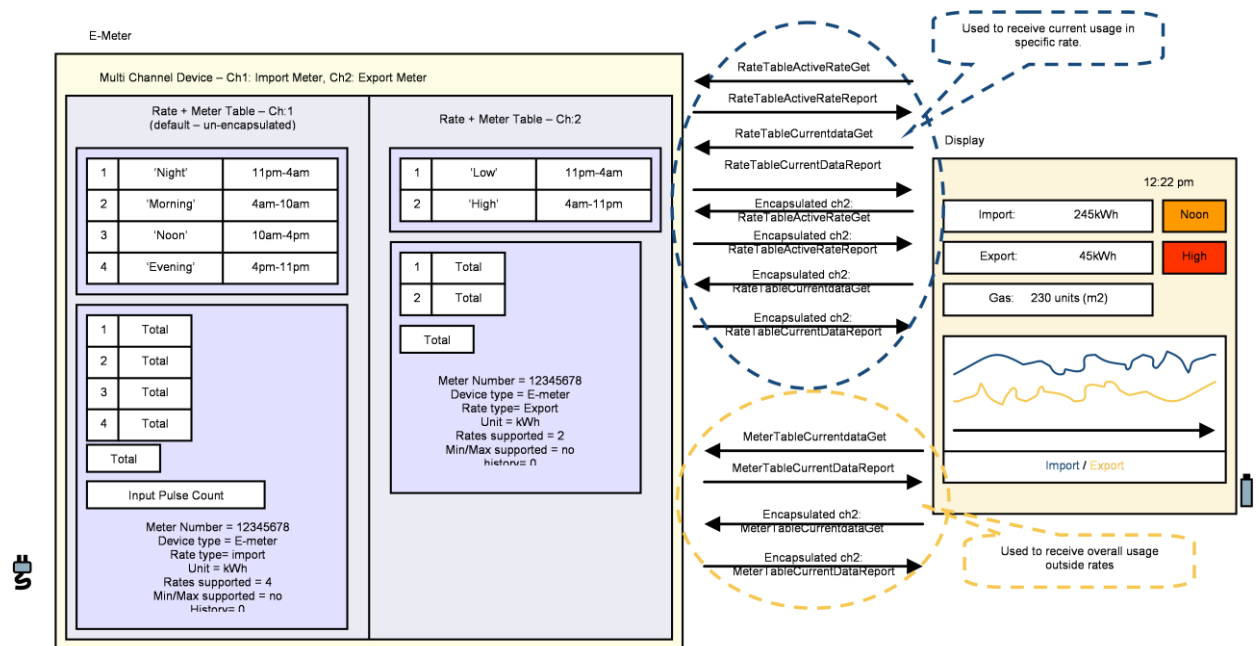 E-Meter
Multi Channel Device – Ch1: Import Meter, Ch2: Export Meter
Rate + Meter Table – Ch:1
(default – un-encapsulated)
1 'Night' 11pm-4am
2 'Morning' 4am-10am
3 'Noon' 10am-4pm
4 'Evening' 4pm-11pm
1 Total
2 Total
3 Total
4 Total
Total
Input Pulse Count
Meter Number = 12345678
Device type = E-meter
Rate type= import
Unit = kWh
Rates supported = 4
Min/Max supported = no
History= 0
Rate + Meter Table – Ch:2
1 'Low' 11pm-4am
2 'High' 4am-11pm
1 Total
2 Total
Total
Meter Number = 12345678
Device type = E-meter
Rate type= Export
Unit = kWh
Rates supported = 2
Min/Max supported = no
history= 0
RateTableActiveRateGet
RateTableActiveRateReport
RateTableCurrentdataGet
RateTableCurrentDataReport
Encapsulated ch2:
RateTableActiveRateGet
Encapsulated ch2:
RateTableActiveRateReport
Encapsulated ch2:
RateTableCurrentdataGet
Encapsulated ch2:
RateTableCurrentDataReport
MeterTableCurrentdataGet
MeterTableCurrentDataReport
Encapsulated ch2:
MeterTableCurrentdataGet
Encapsulated ch2:
MeterTableCurrentDataReport
Used to receive current usage in
specific rate.
Display
12:22 pm
Import: 245kWh Noon
Export: 45kWh High
Gas: 230 units (m2)
Import / Export
Used to receive overall usage
outside rates